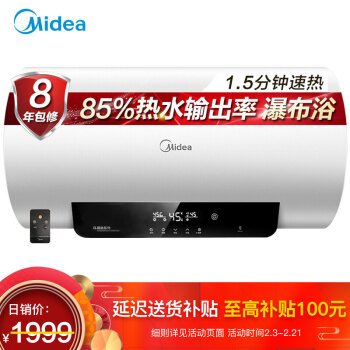 Midea
8
年包修
1.5分钟速热
85%热水输出率 瀑布浴
Midea
45
日销价：
¥1999
延迟送货补贴 至高补贴100元
细则详见活动页面 活动时间2.3-2.21